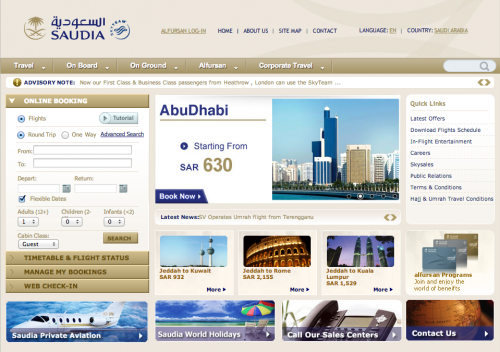 السعودية
SAUDIA
SKYTEAM
ALFURSAN LOG-IN
HOME | ABOUT US | SITE MAP | CONTACT
LANGUAGE: EN | COUNTRY: SAUDI ARABIA
Travel On Board On Ground Alfursan Corporate Travel
ADVISORY NOTE: Now our First Class & Business Class passengers from Heathrow , London can use the SkyTeam ...
ONLINE BOOKING
Flights Tutorial
Round Trip One Way Advanced Search
From:
To:
Depart: Return:
Flexible Dates
Adults (12+) Children (2- Infants (<2)
1 0 0
Cabin Class:
Guest SEARCH
TIMETABLE & FLIGHT STATUS
MANAGE MY BOOKINGS
WEB CHECK-IN
AbuDhabi
Starting From
SAR 630
Book Now
Latest News: SV Operates Umrah flight from Terengganu
Quick Links
Latest Offers
Download Flights Schedule
In-Flight Entertainment
Careers
Skysales
Public Relations
Terms & Conditions
Hajj & Umrah Travel Conditions
Jeddah to Kuwait
SAR 932
More
Jeddah to Rome
SAR 2,155
More
Jeddah to Kuala Lumpur
SAR 1,529
More
alfursan Programe
Join and enjoy the
world of beneifts
Saudia Private Aviation
Saudia World Holidays
Call Our Sales Centers
Contact Us